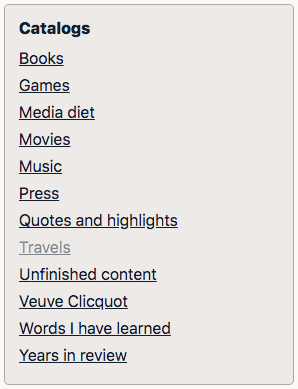 Catalogs
Books
Games
Media diet
Movies
Music
Press
Quotes and highlights
Travels
Unfinished content
Veuve Clicquot
Words I have learned
Years in review